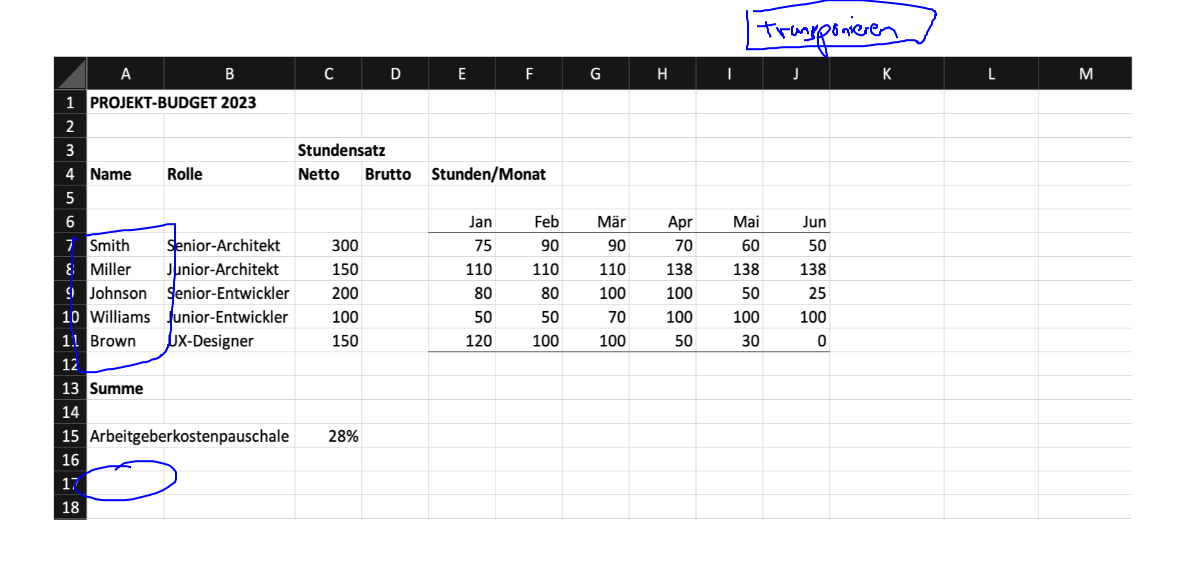 transponieren
A B C D E F G H I J K L M
1 PROJEKT-BUDGET 2023
2
3 Stundensatz
4 Name Rolle Netto Brutto Stunden/Monat
5
6 Jan Feb Mär Apr Mai Jun
7 Smith Senior-Architekt 300 75 90 90 70 60 50
8 Miller Junior-Architekt 150 110 110 110 138 138 138
9 Johnson Senior-Entwickler 200 80 80 100 100 50 25
10 Williams Junior-Entwickler 100 50 50 70 100 100 100
11 Brown UX-Designer 150 120 100 100 50 30 0
12
13 Summe
14
15 Arbeitgeberkostenpauschale 28%
16
17
18